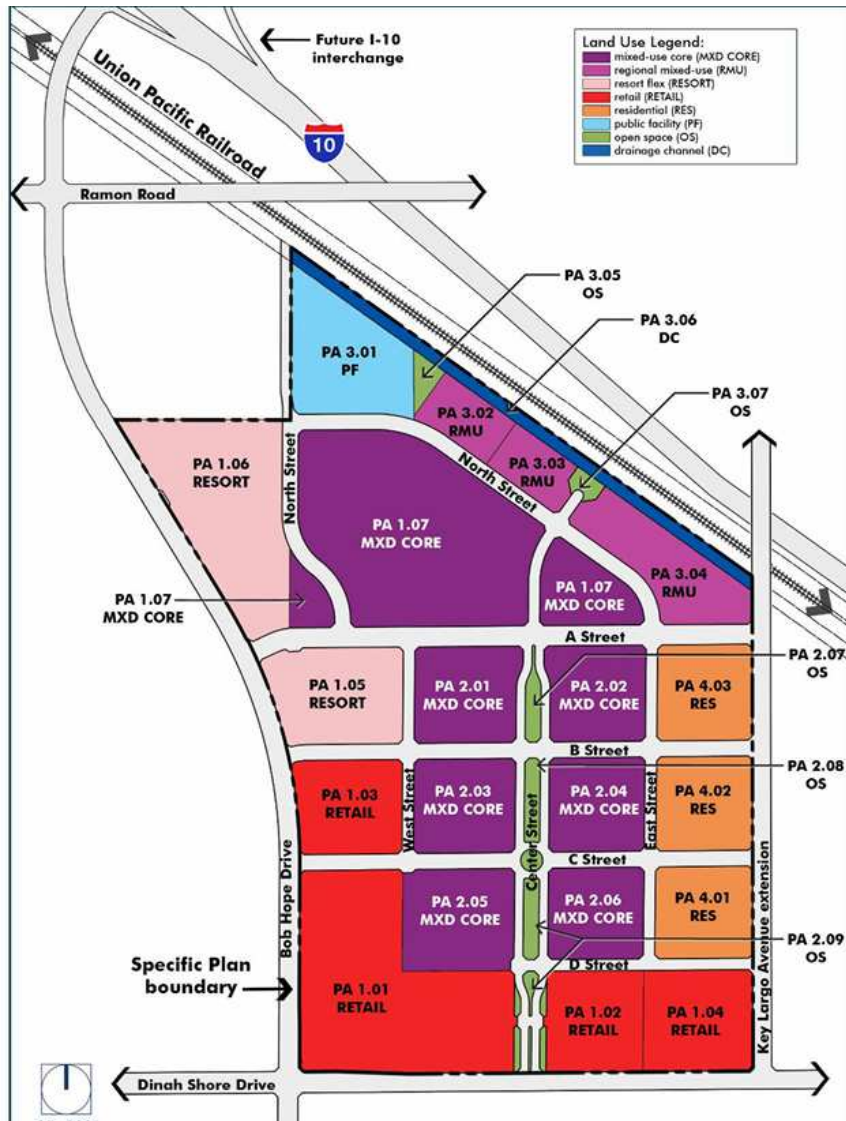 Future I-10
interchange
Land Use Legend:
mixed-use core (MXD CORE)
regional mixed-use (RMU)
resort flex (RESORT)
retail (RETAIL)
residential (RES)
public facility (PF)
open space (OS)
drainage channel (DC)
Union Pacific Railroad
10
Ramon Road
PA 3.05
OS
PA 3.06
DC
PA 3.01
PF
PA 3.07
OS
PA 3.02
RMU
PA 3.03
RMU
North Street
PA 1.06
RESORT
North Street
PA 1.07
MXD CORE
PA 3.04
RMU
PA 1.07
MXD CORE
PA 1.07
MXD CORE
A Street
PA 2.07
OS
PA 1.05
RESORT
PA 2.01
MXD CORE
PA 2.02
MXD CORE
PA 4.03
RES
B Street
PA 2.08
OS
PA 1.03
RETAIL
West Street
PA 2.03
MXD CORE
Center Street
PA 2.04
MXD CORE
East Street
PA 4.02
RES
C Street
Bob Hope Drive
PA 2.05
MXD CORE
PA 2.06
MXD CORE
PA 4.01
RES
Key Largo Avenue extension
PA 2.09
OS
D Street
Specific Plan
boundary
PA 1.01
RETAIL
PA 1.02
RETAIL
PA 1.04
RETAIL
Dinah Shore Drive